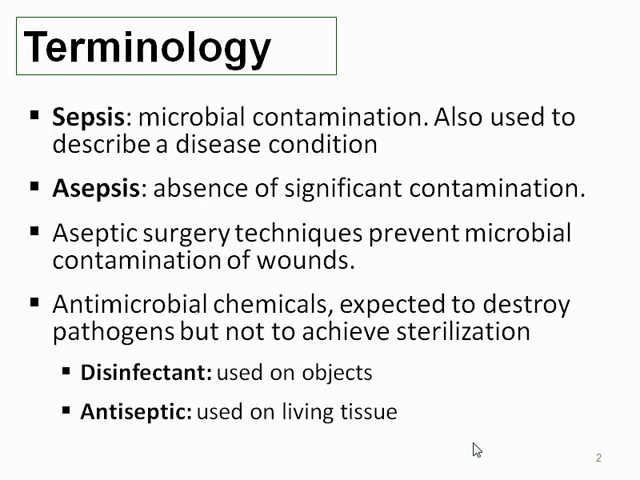 Terminology
▪ Sepsis: microbial contamination. Also used to
describe a disease condition
▪ Asepsis: absence of significant contamination.
▪ Aseptic surgery techniques prevent microbial
contamination of wounds.
▪ Antimicrobial chemicals, expected to destroy
pathogens but not to achieve sterilization
▪ Disinfectant: used on objects
▪ Antiseptic: used on living tissue
2